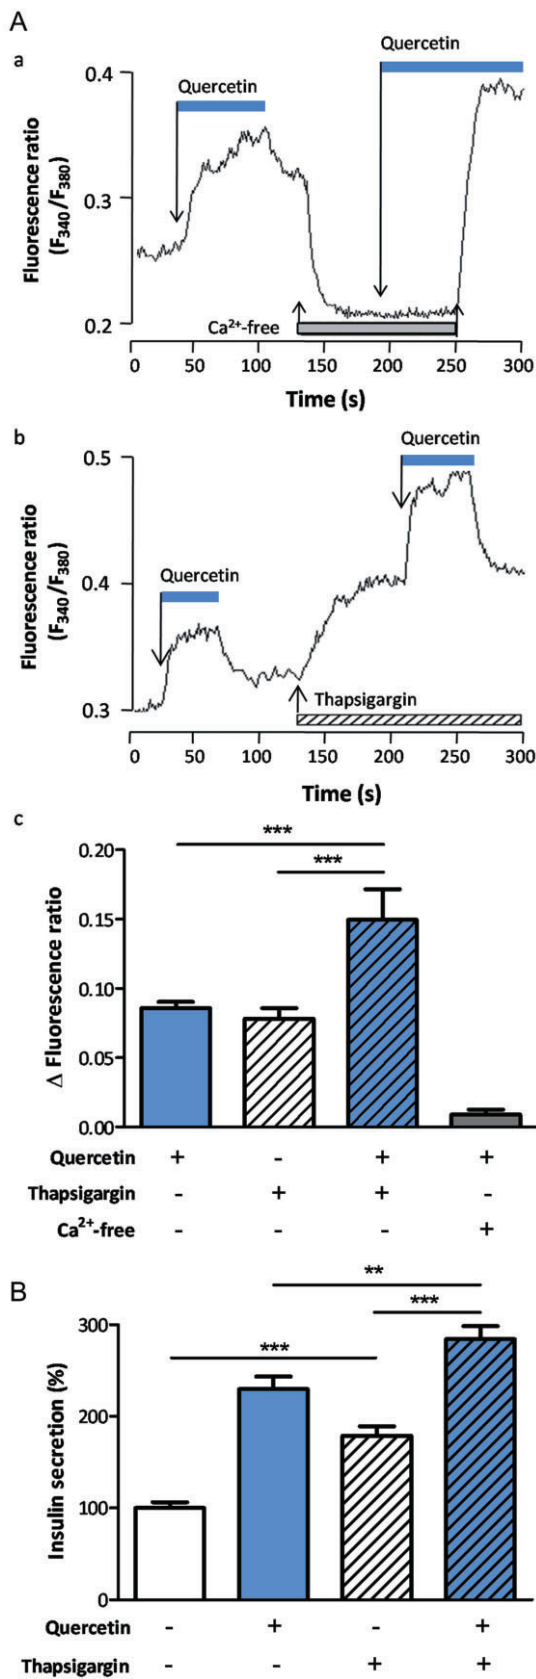 A
a
Quercetin
Quercetin
0.4
0.3
0.2
Fluorescence ratio
(F340/F380)
Ca2+-free
0 50 100 150 200 250 300
Time (s)
b
Quercetin
0.5
Quercetin
0.4
0.3
Fluorescence ratio
(F340/F380)
Thapsigargin
0 50 100 150 200 250 300
Time (s)
c
***
***
0.20
0.15
0.10
0.05
0.00
Δ Fluorescence ratio
Quercetin + - + +
Thapsigargin - + + -
Ca2+-free - - - +
B
**
***
***
300
200
100
0
Insulin secretion (%)
Quercetin - + - +
Thapsigargin - - + +